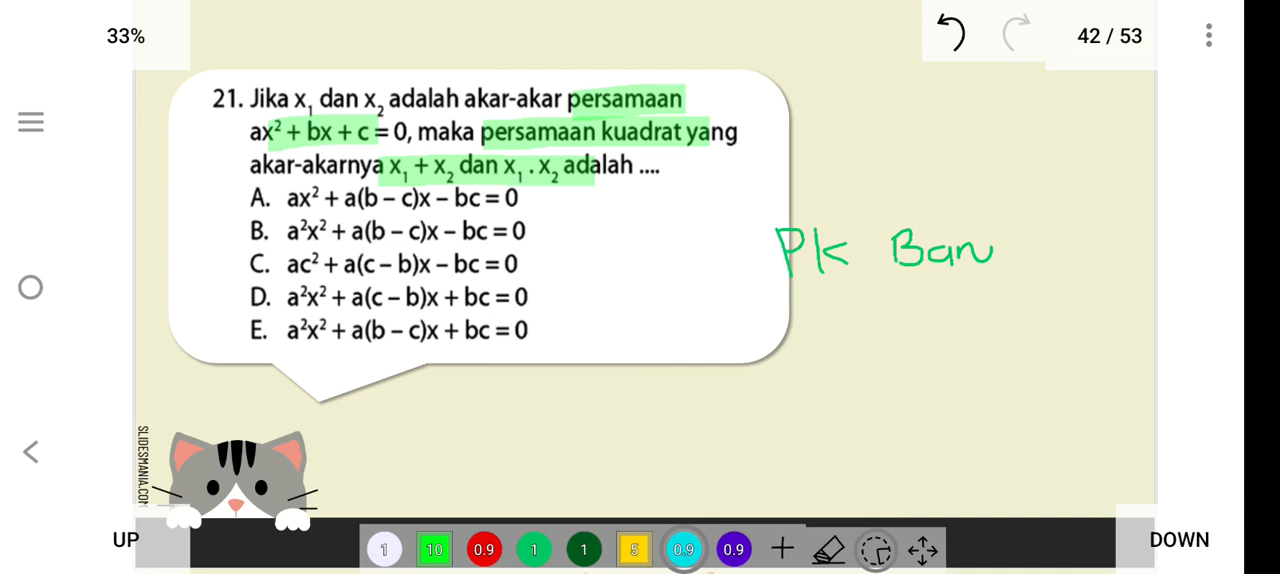 33%
42 / 53
21. Jika x₁ dan x₂ adalah akar-akar persamaan
ax² + bx + c = 0, maka persamaan kuadrat yang
akar-akarnya x₁ + x₂ dan x₁ . x₂ adalah ....
A. ax² + a(b – c)x – bc = 0
B. a²x² + a(b – c)x – bc = 0
C. ac² + a(c – b)x – bc = 0
D. a²x² + a(c – b)x + bc = 0
E. a²x² + a(b – c)x + bc = 0
PK Baru
SLIDESMANIA.COM
UP
1 10 0.9 1 1 5 0.9 0.9
DOWN